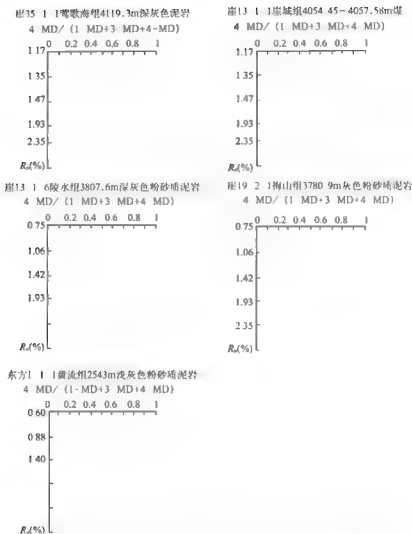 崖35 1 1莺歌海组4119.3m深灰色泥岩
4 MD/ (1 MD+3 MD+4-MD)
0 0.2 0.4 0.6 0.8 1
1.17
1.35
1.47
1.93
2.35
Rₒ(%)
崖13 1 1崖城组4054 45～4057.58m煤
4 MD/ (1 MD+3 MD+4 MD)
0 0.2 0.4 0.6 0.8 1
1.17
1.35
1.47
1.93
2.35
Rₒ(%)
崖13 1 6陵水组3807.6m深灰色粉砂质泥岩
4 MD/ (1 MD+3 MD+4 MD)
0 0.2 0.4 0.6 0.8 1
0 75
1.06
1.42
1.93
Rₒ(%)
崖19 2 1梅山组3780 9m灰色粉砂质泥岩
4 MD/ (1 MD+3 MD+4 MD)
0 0.2 0.4 0.6 0.8 1
0 75
1.06
1.42
1.93
2 35
Rₒ(%)
东方1 1 1黄流组2543m浅灰色粉砂质泥岩
4 MD/ (1-MD+3 MD+4 MD)
0 0.2 0.4 0.6 0.8 1
0 60
0 88
1 40
Rₒ(%)